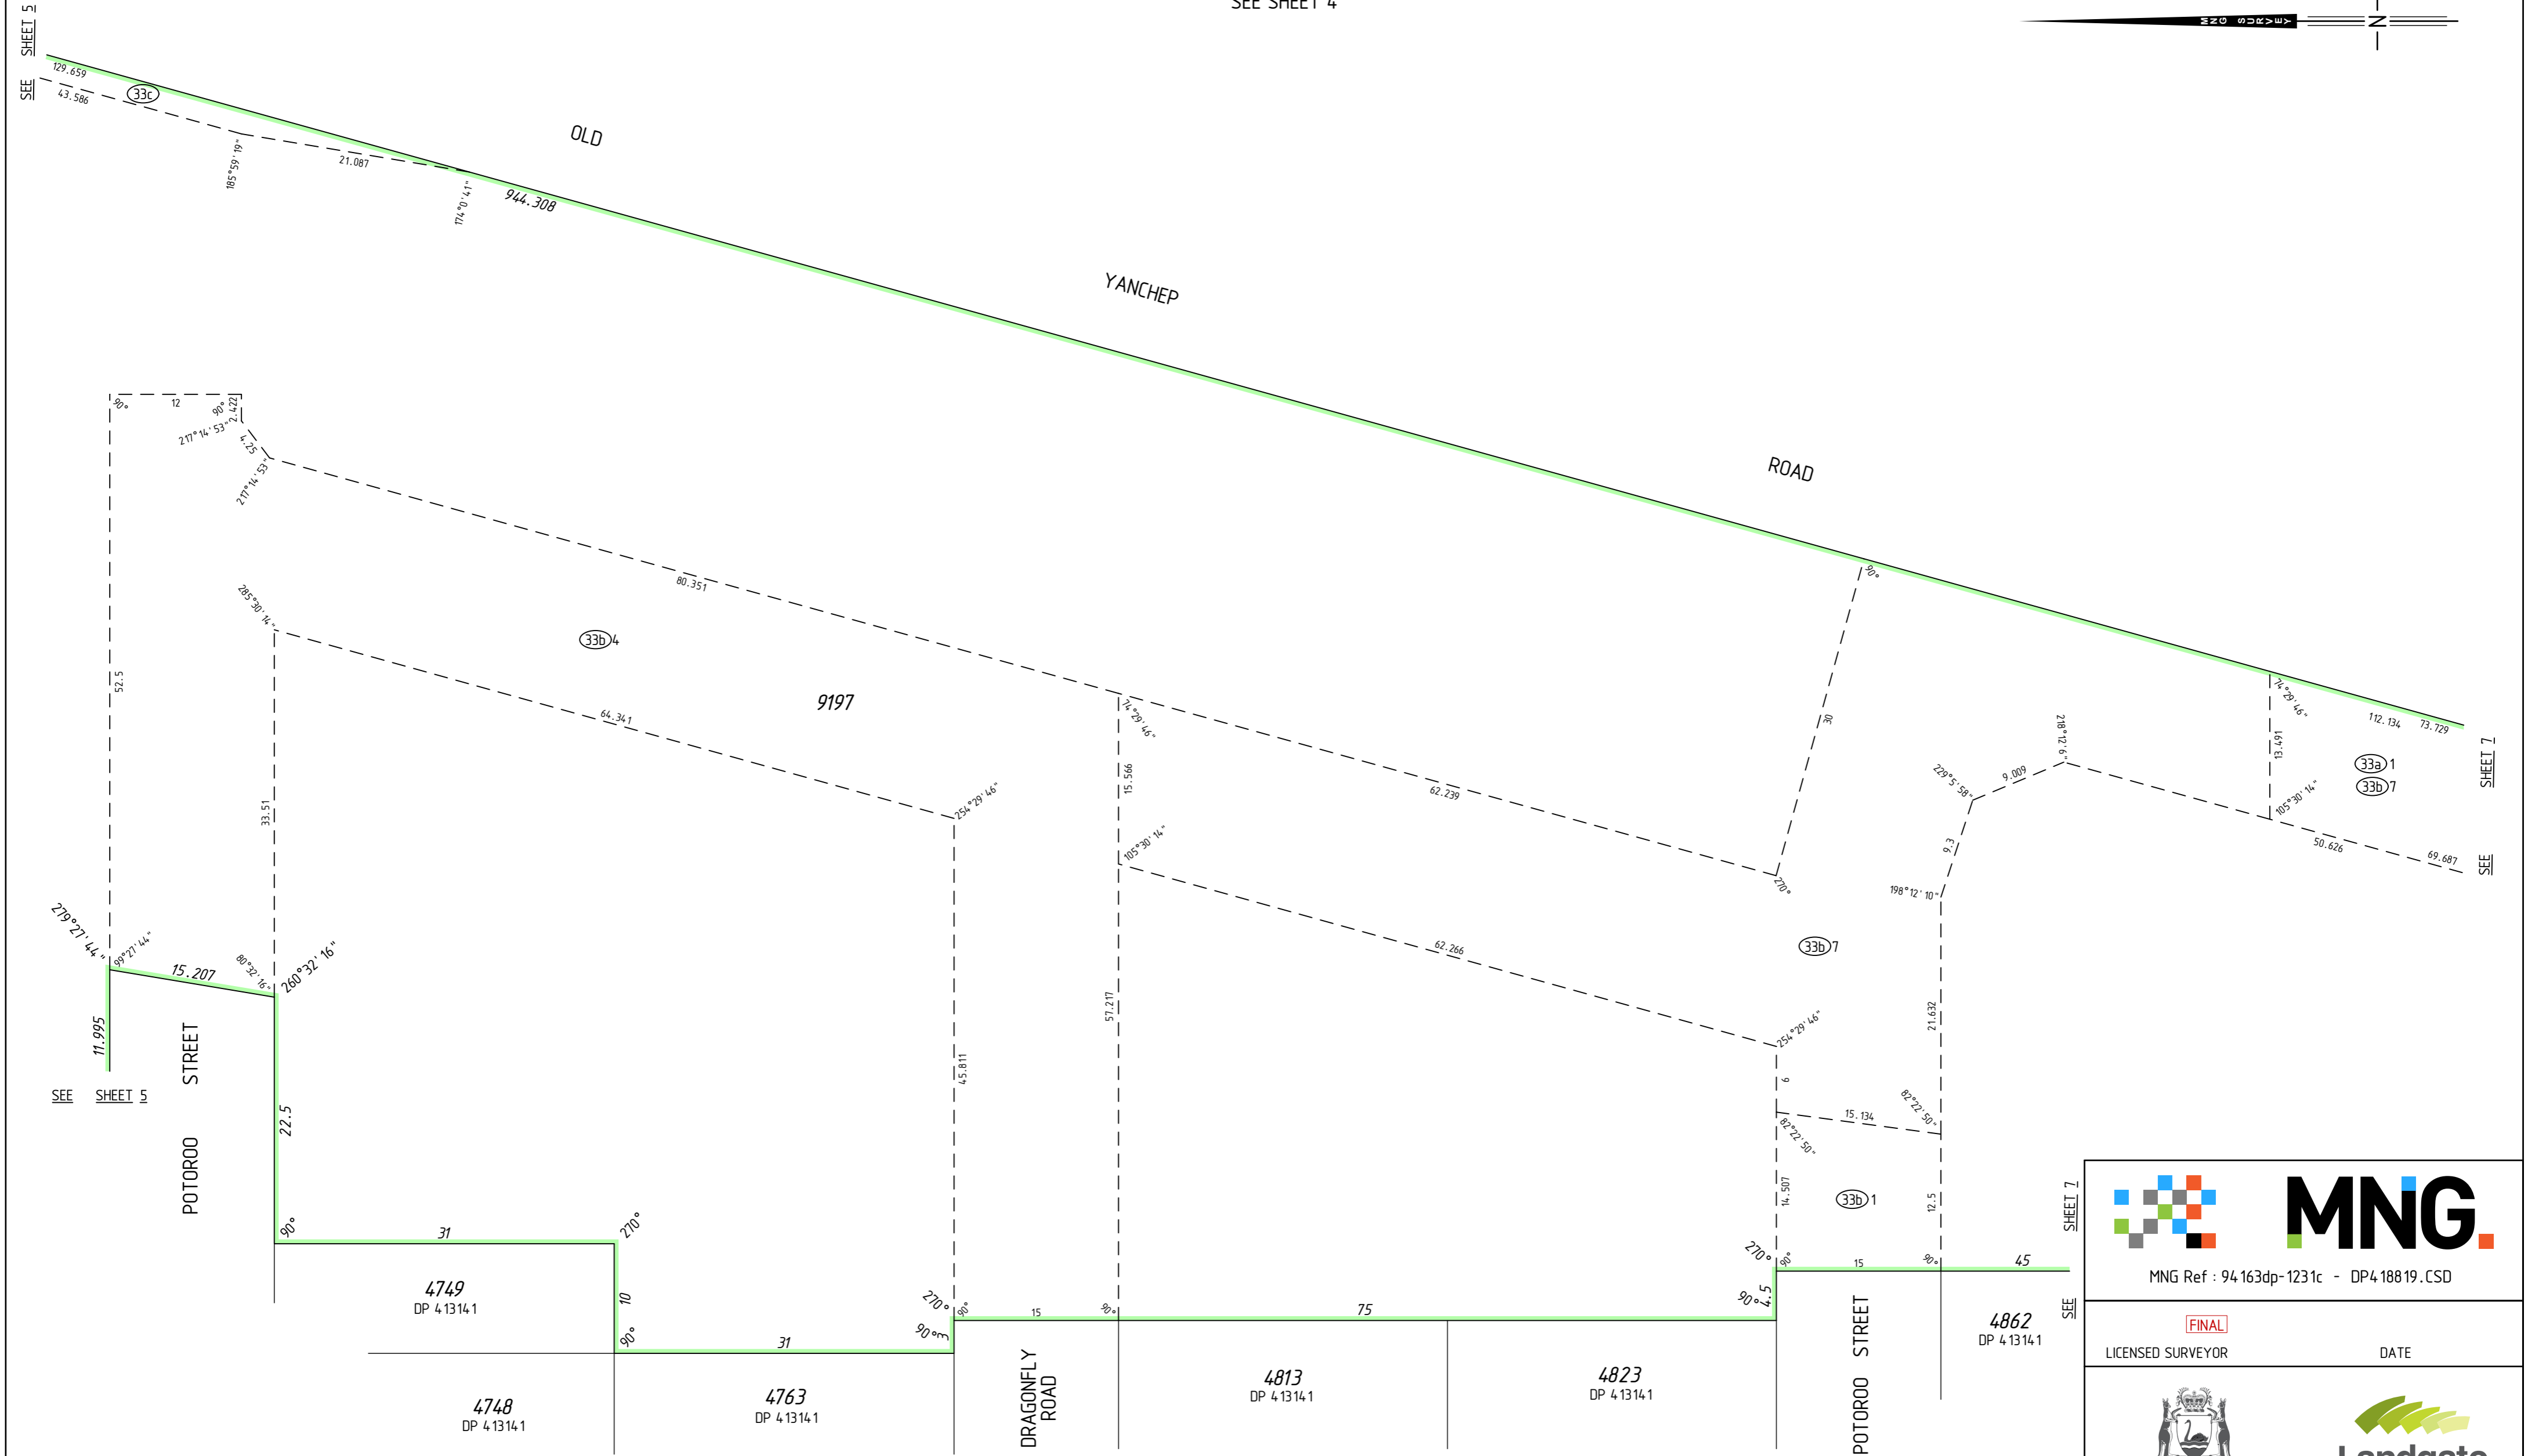 SEE SHEET 4
SEE SHEET 5
MNG SURVEY
N
129.659
43.586
33c
185°59'19"
21.087
174°0'41"
944.308
OLD
YANCHEP
ROAD
90°
12
90°
2.422
217°14'53"
4.25
217°14'53"
80.351
285°30'14"
33b 4
9197
64.341
52.5
33.51
254°29'46"
74°29'46"
15.566
105°30'14"
62.239
30
90°
270°
62.266
57.217
45.811
33b 7
229°5'58"
9.009
218°12'6"
9.3
198°12'10"
74°29'46"
13.491
105°30'14"
112.134
73.729
33a 1
33b 7
50.626
69.687
SEE SHEET 7
279°27'44"
99°27'44"
15.207
80°32'16"
260°32'16"
11.995
SEE SHEET 5
POTOROO STREET
22.5
90°
31
270°
10
90°
31
4749
DP 413141
4748
DP 413141
4763
DP 413141
270°
90°
90°
3
15
90°
75
DRAGONFLY
ROAD
4813
DP 413141
4823
DP 413141
254°29'46"
6
15.134
82°22'50"
82°22'50"
21.632
14.507
33b 1
12.5
270°
90°
90°
4.5
15
90°
45
POTOROO STREET
4862
DP 413141
SEE SHEET 7
MNG.
MNG Ref : 94163dp-1231c - DP418819.CSD
FINAL
LICENSED SURVEYOR
DATE
Landgate